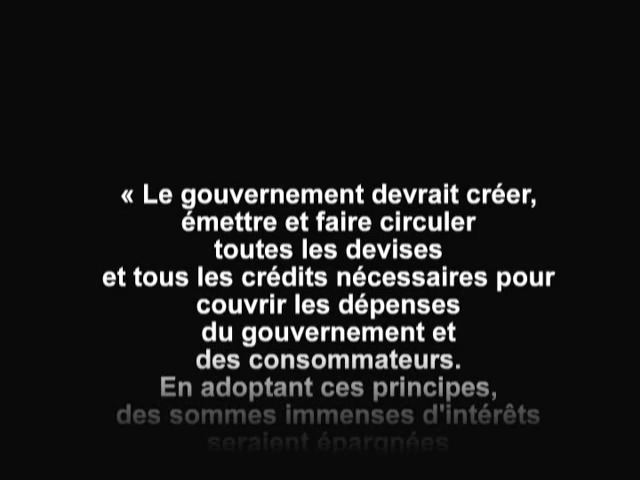 « Le gouvernement devrait créer,
émettre et faire circuler
toutes les devises
et tous les crédits nécessaires pour
couvrir les dépenses
du gouvernement et
des consommateurs.
En adoptant ces principes,
des sommes immenses d'intérêts
seraient épargnées